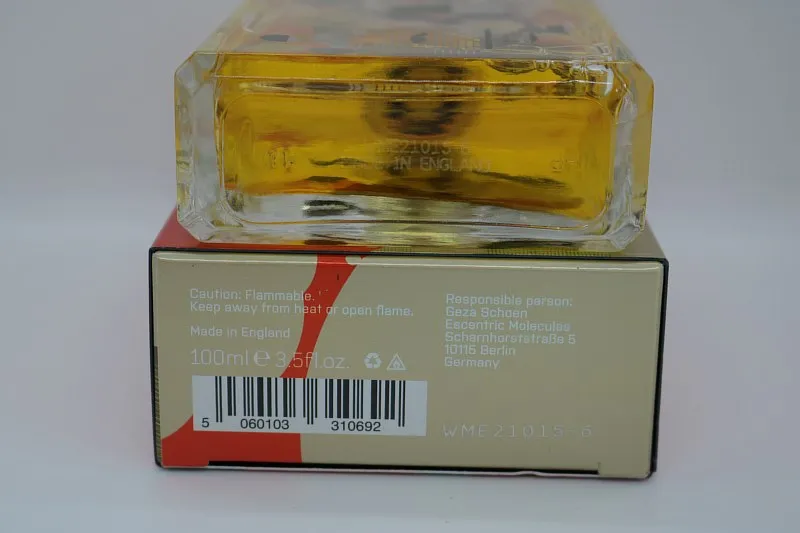 21015-6
IN ENGLAND
Caution: Flammable.
Keep away from heat or open flame.
Made in England
100ml e 3.5fl.oz.
5 060103 310692
Responsible person:
Geza Schoen
Escentric Molecules
Scharnhorststraße 5
10115 Berlin
Germany
WME21015-6